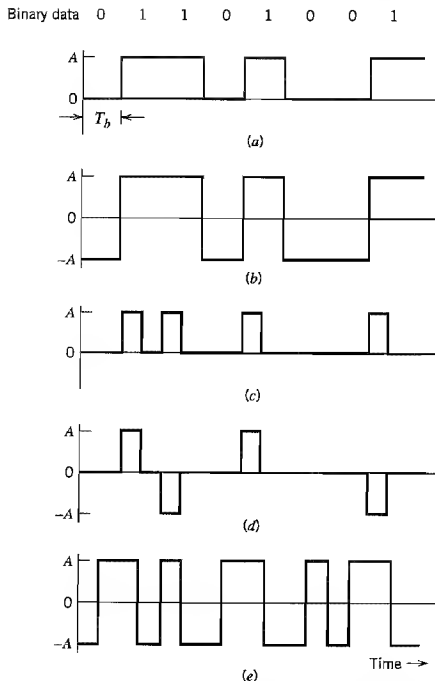 Binary data 0 1 1 0 1 0 0 1
A
0
T_b
(a)
A
0
-A
(b)
A
0
(c)
A
0
-A
(d)
A
0
-A
Time →
(e)